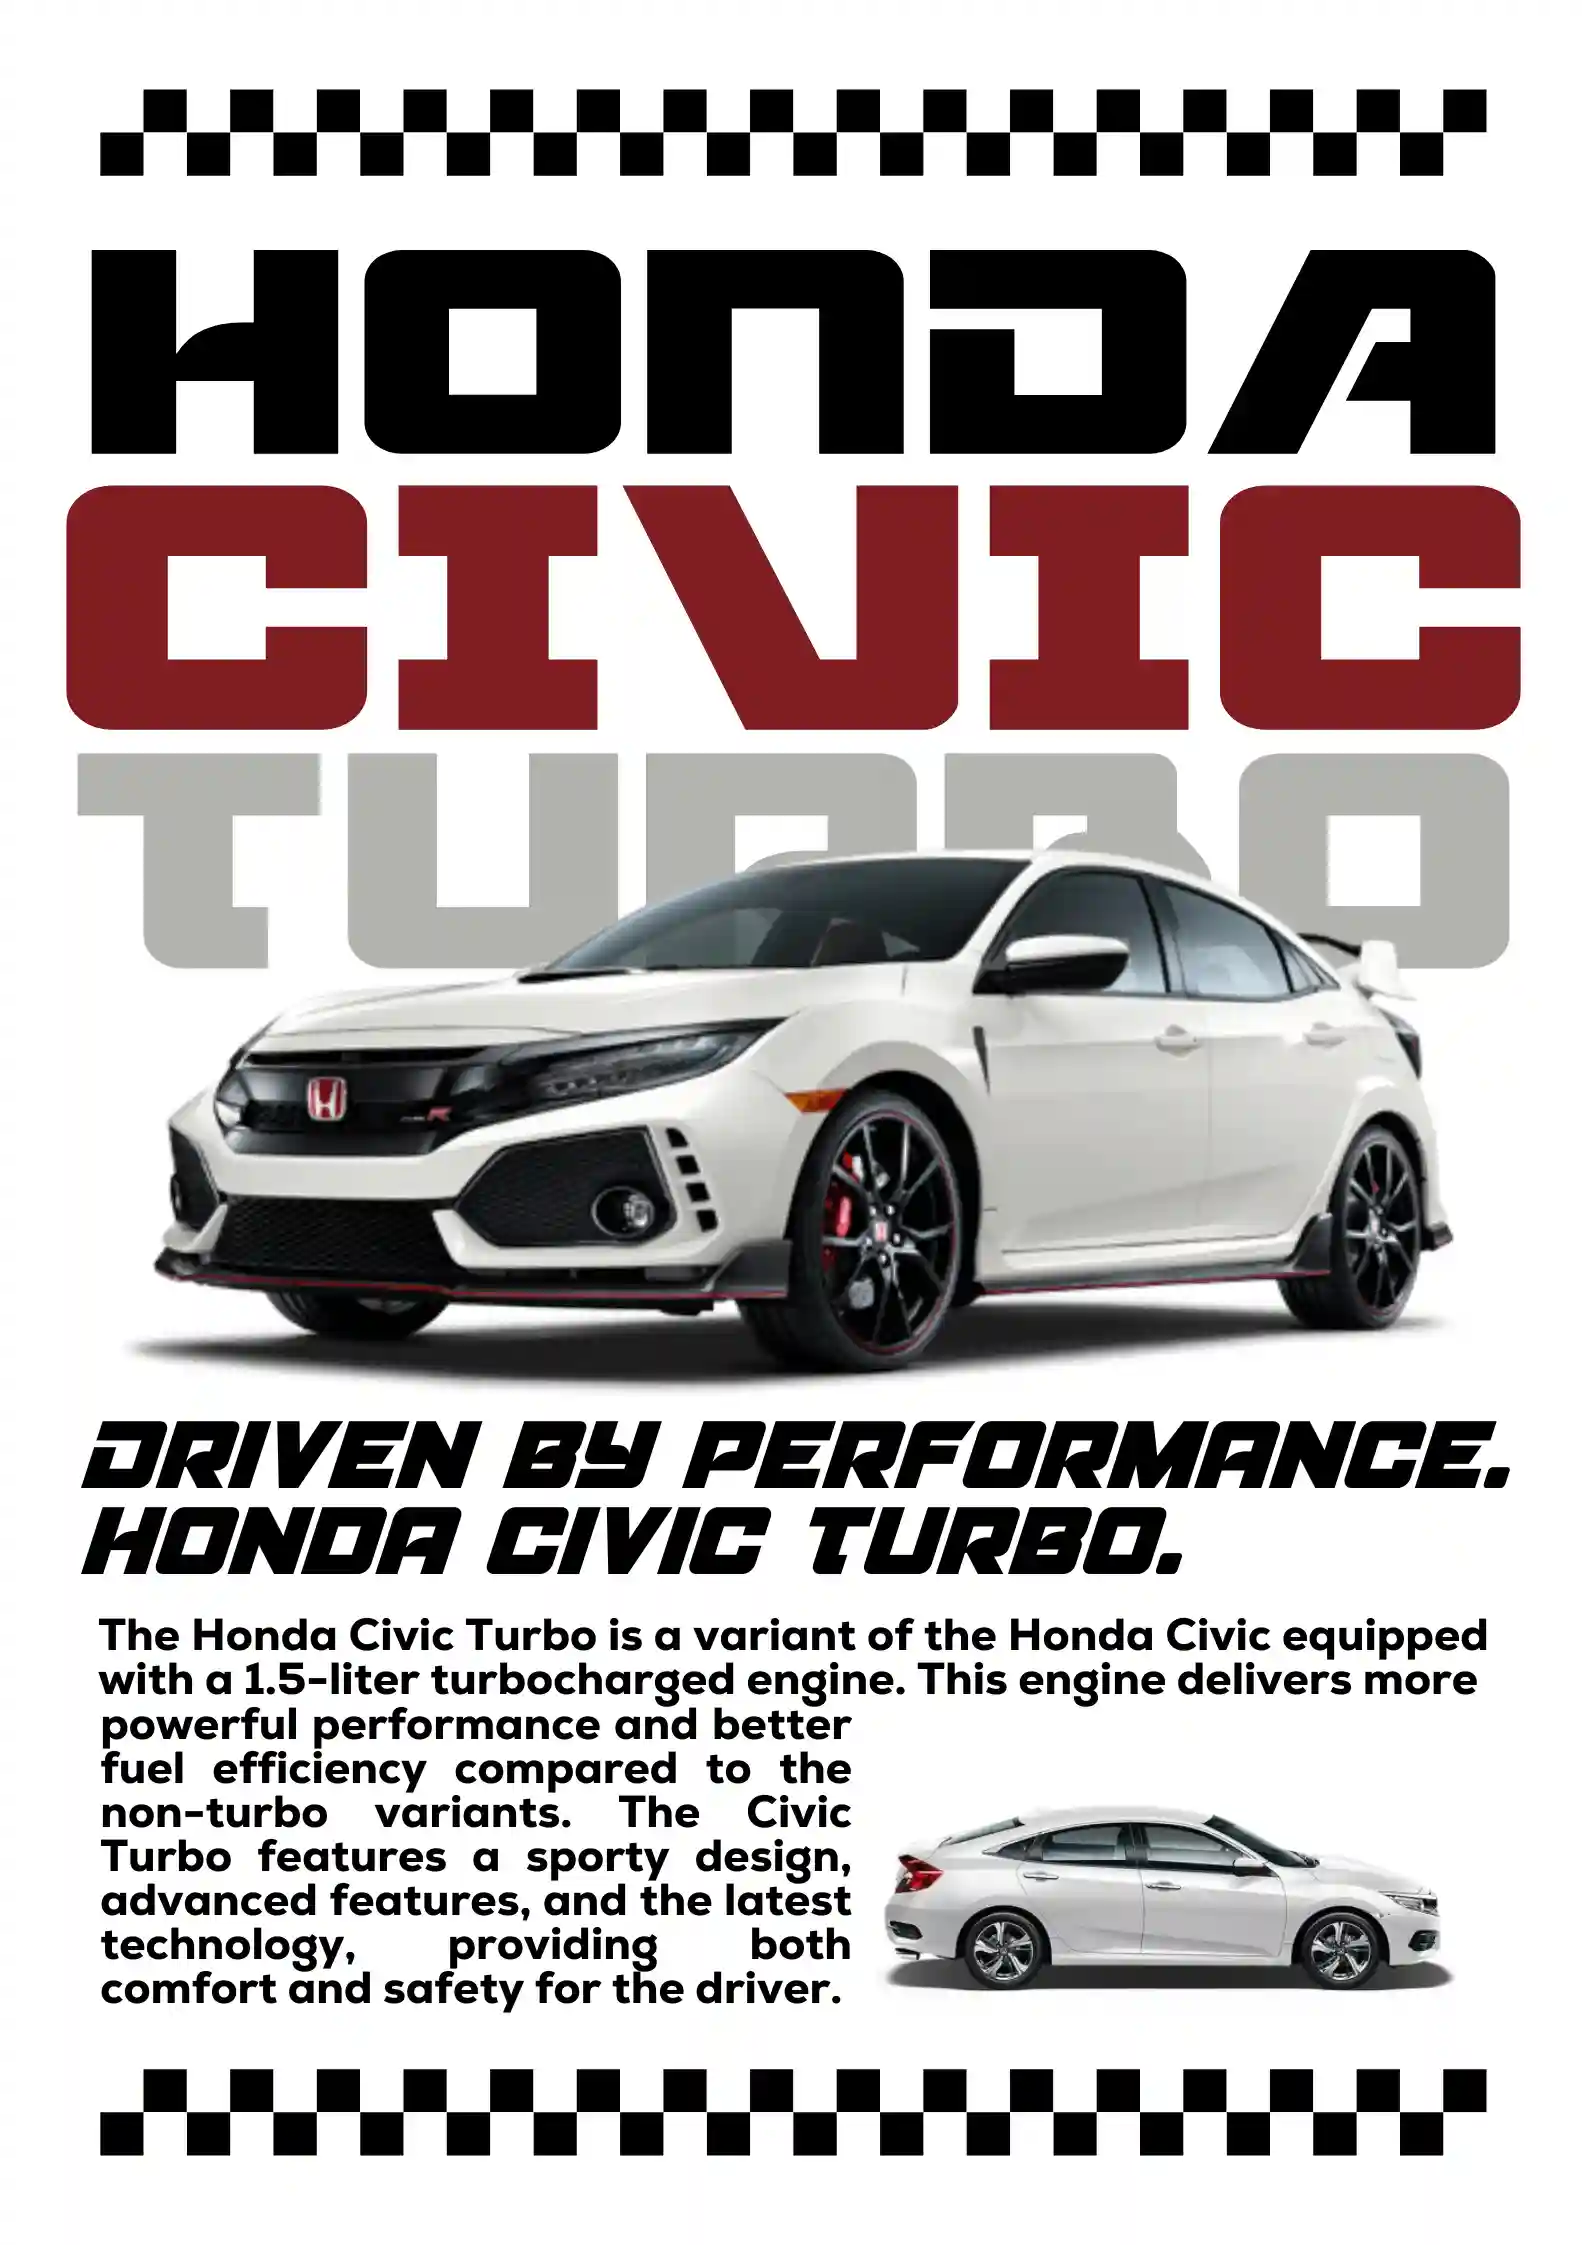 HONDA
CIVIC
TURBO
DRIVEN BY PERFORMANCE.
HONDA CIVIC TURBO.
The Honda Civic Turbo is a variant of the Honda Civic equipped
with a 1.5-liter turbocharged engine. This engine delivers more
powerful performance and better
fuel efficiency compared to the
non-turbo variants. The Civic
Turbo features a sporty design,
advanced features, and the latest
technology, providing both
comfort and safety for the driver.